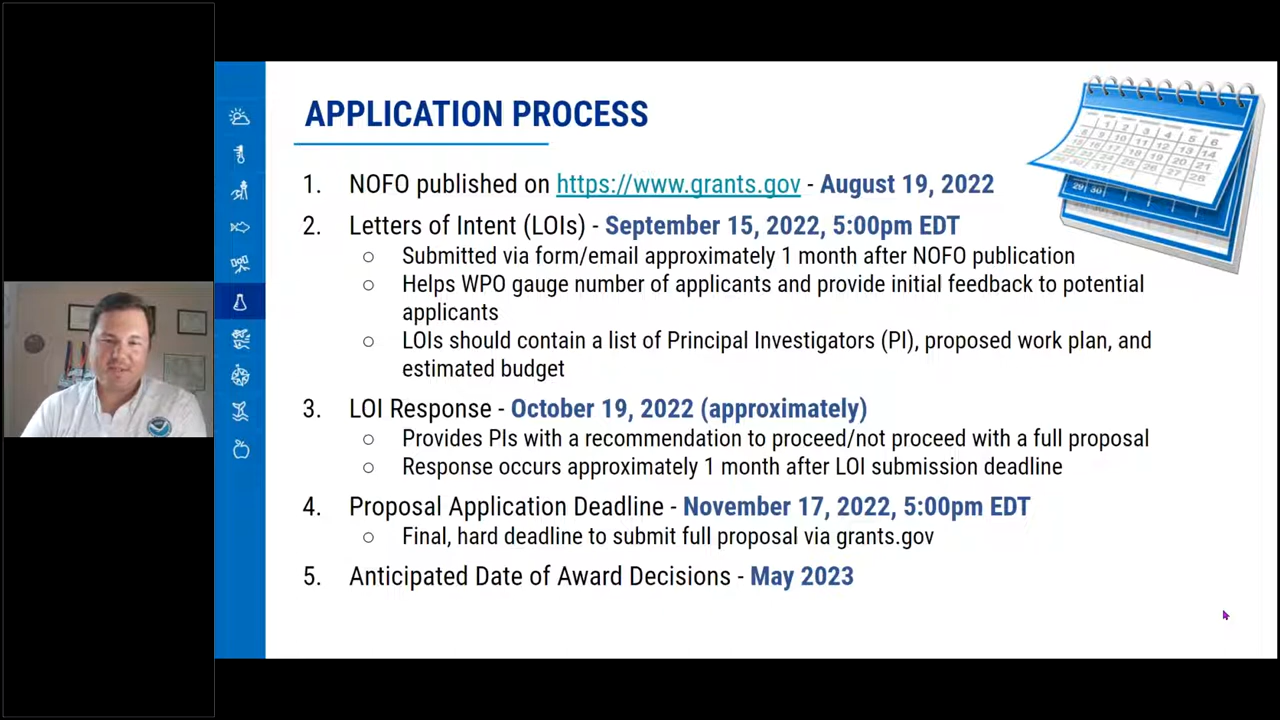 APPLICATION PROCESS
1. NOFO published on https://www.grants.gov - August 19, 2022
2. Letters of Intent (LOIs) - September 15, 2022, 5:00pm EDT
○ Submitted via form/email approximately 1 month after NOFO publication
○ Helps WPO gauge number of applicants and provide initial feedback to potential
applicants
○ LOIs should contain a list of Principal Investigators (PI), proposed work plan, and
estimated budget
3. LOI Response - October 19, 2022 (approximately)
○ Provides PIs with a recommendation to proceed/not proceed with a full proposal
○ Response occurs approximately 1 month after LOI submission deadline
4. Proposal Application Deadline - November 17, 2022, 5:00pm EDT
○ Final, hard deadline to submit full proposal via grants.gov
5. Anticipated Date of Award Decisions - May 2023